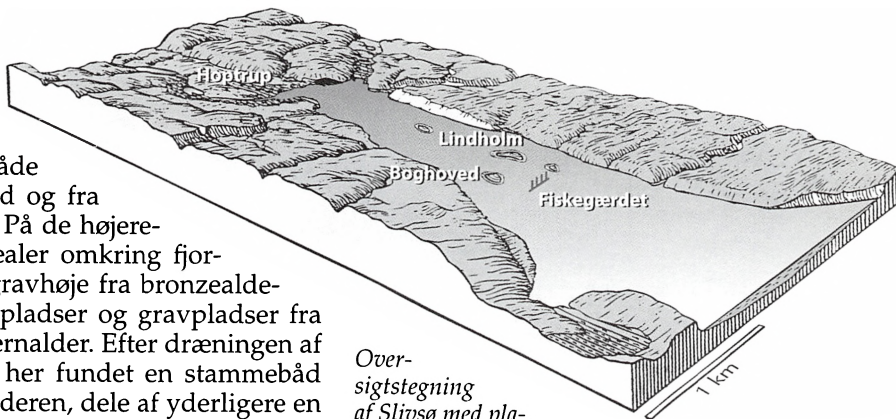 Hoptrup
Lindholm
Bøghoved
Fiskegærdet
1 km
åde
d og fra
På de højere-
ealer omkring fjor-
gravhøje fra bronzealde-
pladser og gravpladser fra
ernalder. Efter dræningen af
her fundet en stammebåd
deren, dele af yderligere en
Over-
sigtstegning
af Slivsø med pla-